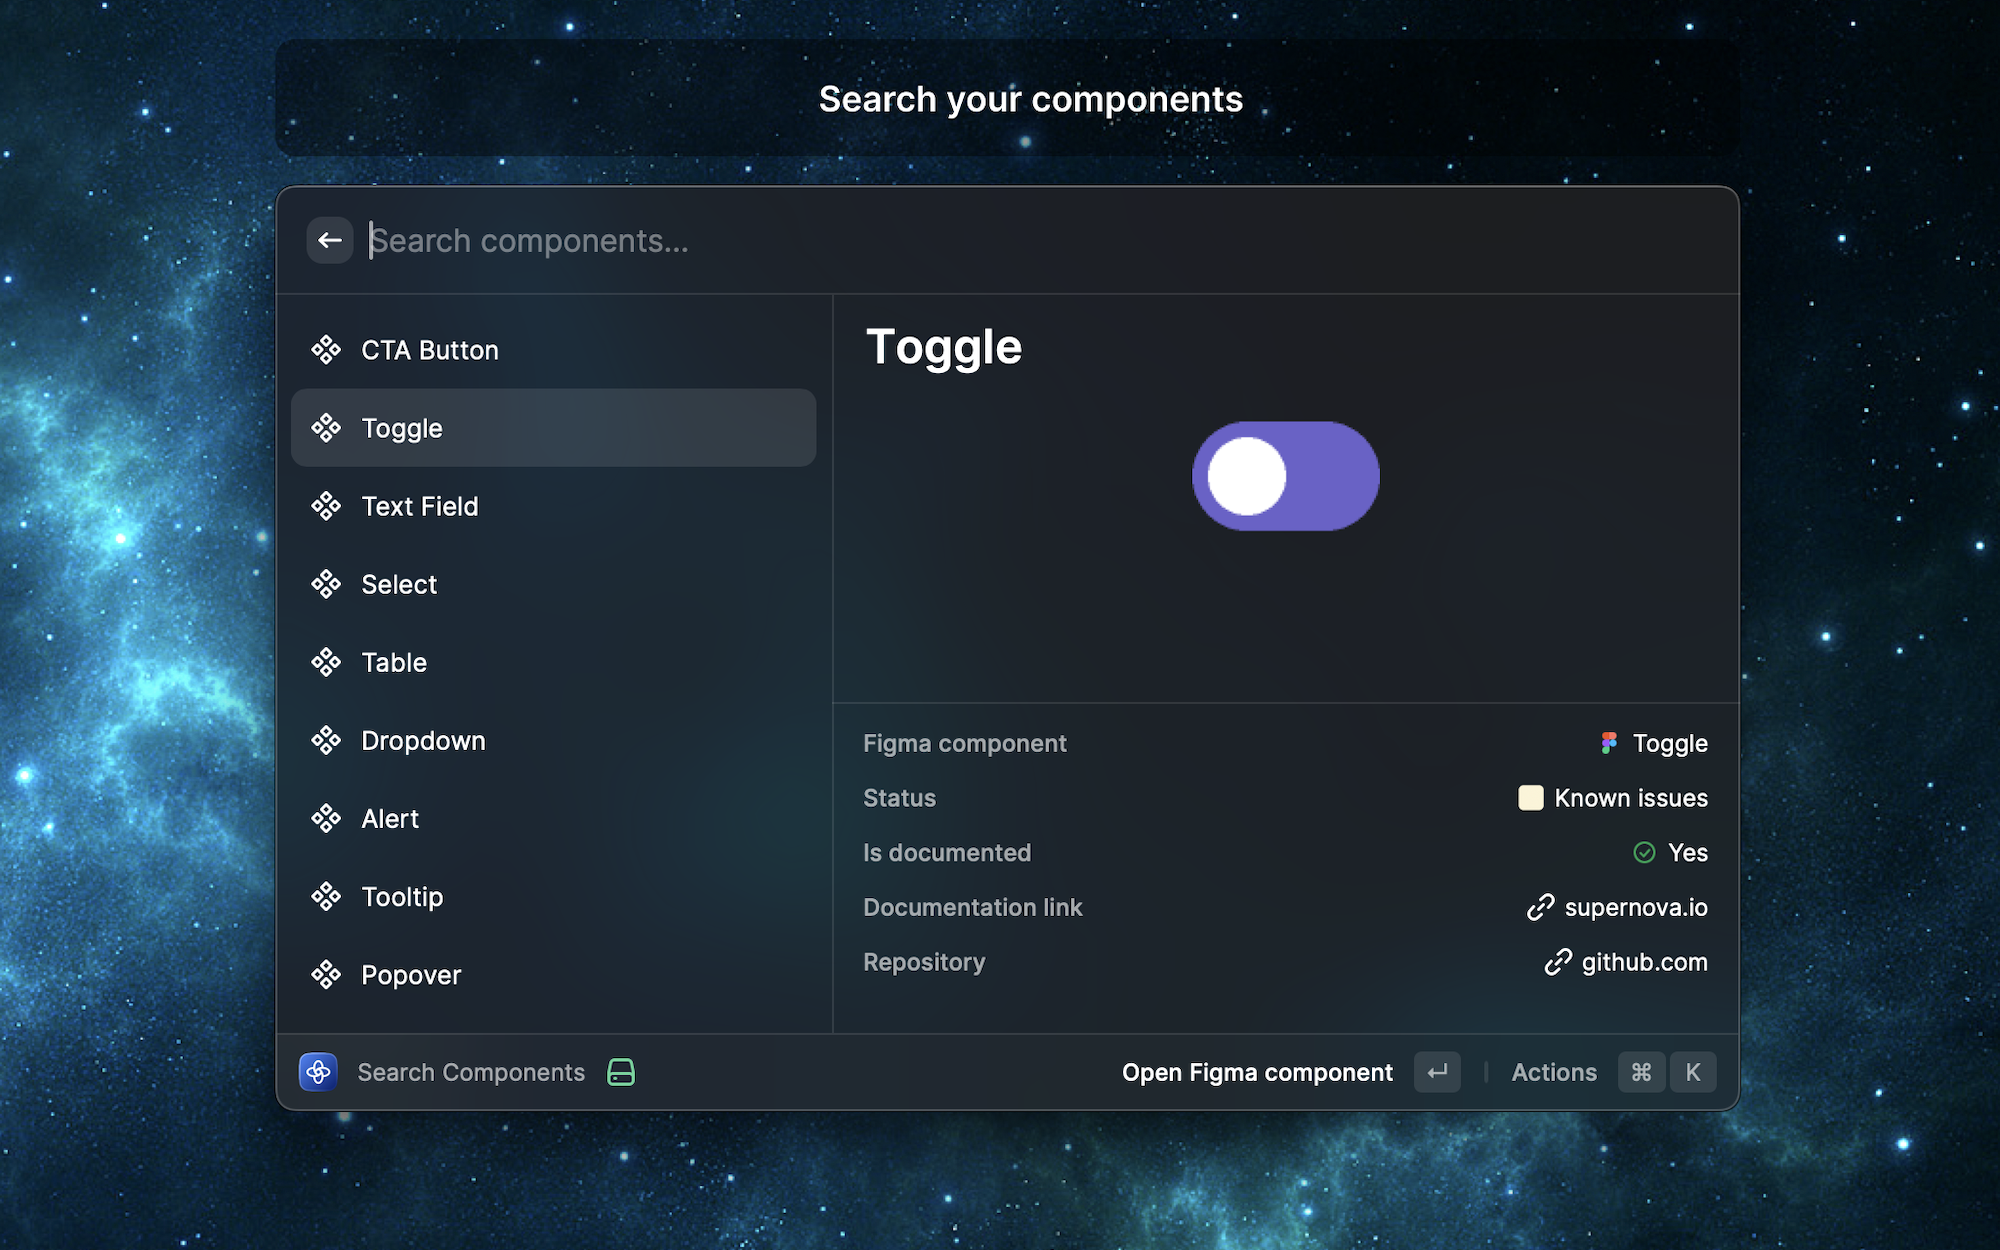 Search your components
Search components...
CTA Button
Toggle
Text Field
Select
Table
Dropdown
Alert
Tooltip
Popover
Toggle
Figma component Toggle
Status Known issues
Is documented Yes
Documentation link supernova.io
Repository github.com
Search Components Open Figma component ↵ Actions ⌘ K